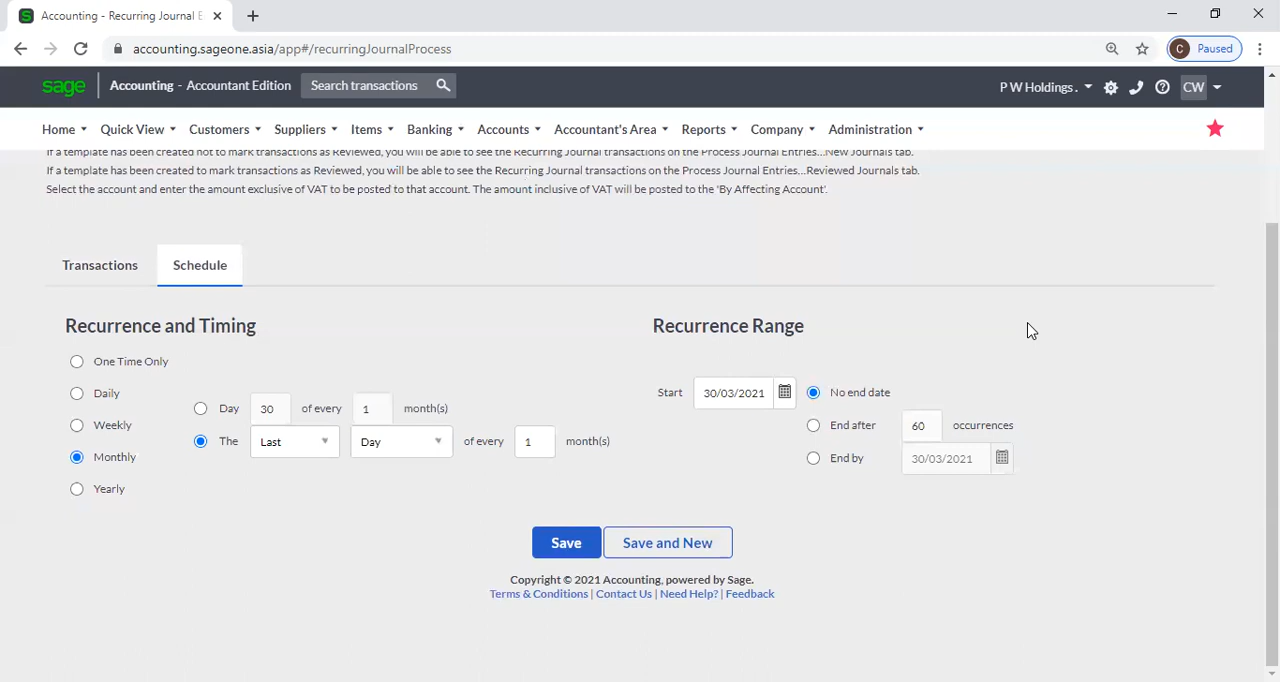 Accounting - Recurring Journal E
accounting.sageone.asia/app#/recurringJournalProcess
C Paused
sage Accounting - Accountant Edition Search transactions P W Holdings . CW
Home Quick View Customers Suppliers Items Banking Accounts Accountant's Area Reports Company Administration
If a template has been created not to mark transactions as Reviewed, you will be able to see the Recurring Journal transactions on the Process Journal Entries...New Journals tab.
If a template has been created to mark transactions as Reviewed, you will be able to see the Recurring Journal transactions on the Process Journal Entries...Reviewed Journals tab.
Select the account and enter the amount exclusive of VAT to be posted to that account. The amount inclusive of VAT will be posted to the 'By Affecting Account'.
Transactions Schedule
Recurrence and Timing
One Time Only
Daily
Weekly
Monthly
Yearly
Day 30 of every 1 month(s)
The Last Day of every 1 month(s)
Recurrence Range
Start 30/03/2021
No end date
End after 60 occurrences
End by 30/03/2021
Save Save and New
Copyright © 2021 Accounting, powered by Sage.
Terms & Conditions | Contact Us | Need Help? | Feedback